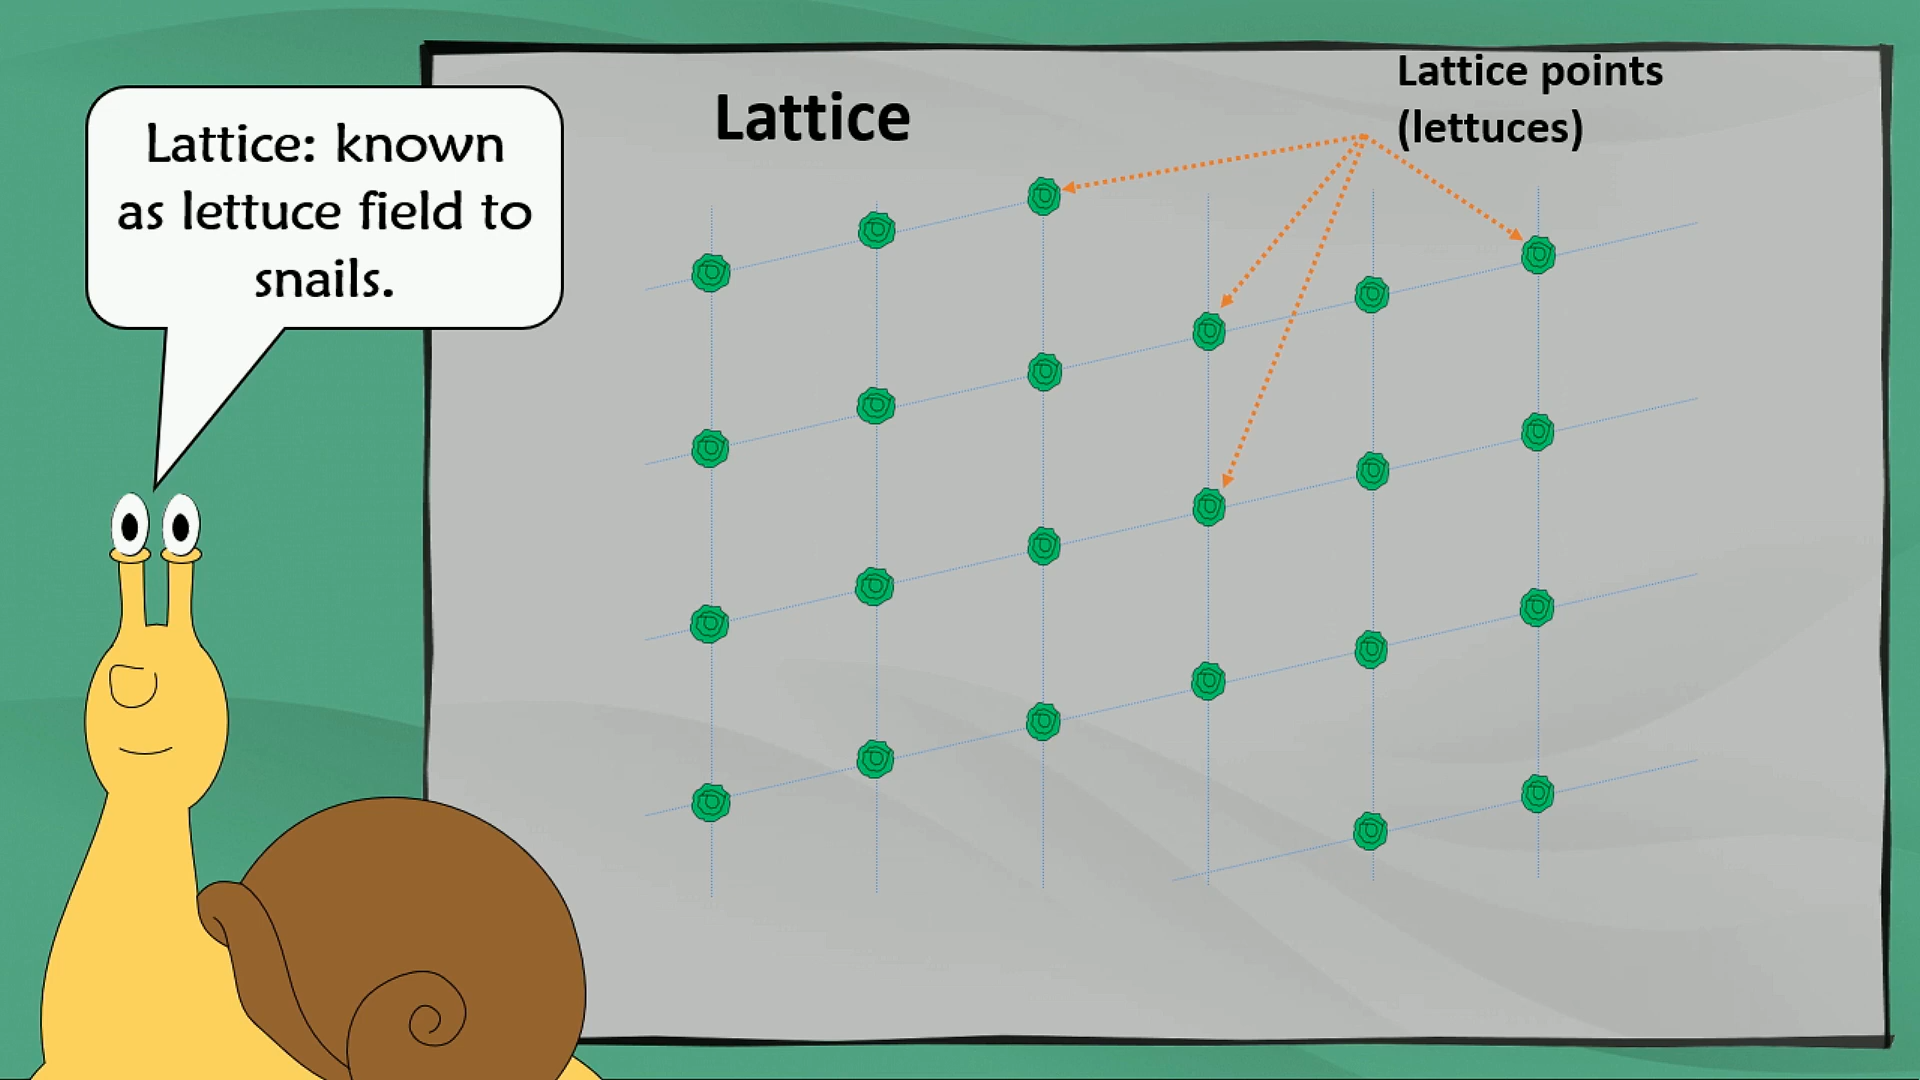 Lattice: known
as lettuce field to
snails.
Lattice
Lattice points
(lettuces)